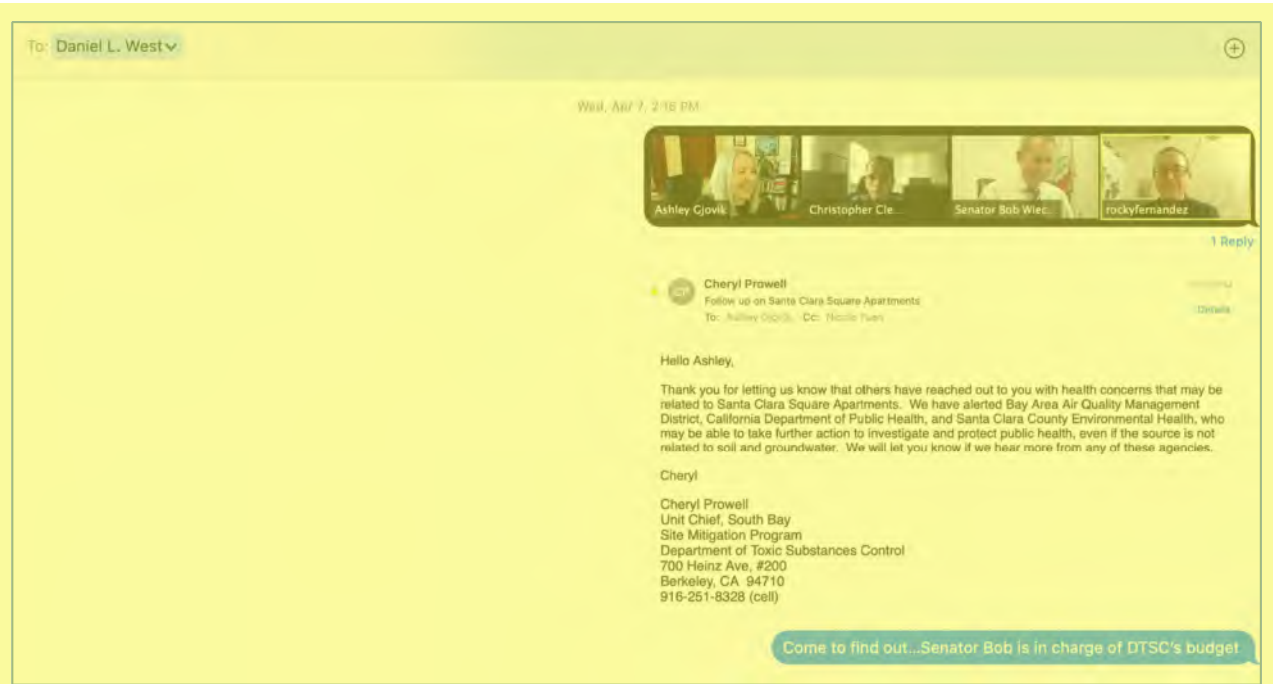 To: Daniel L. West
Wed, Apr 7, 2:16 PM
Ashley Gjovik
Christopher Cle...
Senator Bob Wiec...
rockyfernandez
1 Reply
CP
Cheryl Prowell
Follow up on Santa Clara Square Apartments
To: Ashley Gjovik, Cc: Nicole Yuan
Details
Hello Ashley,
Thank you for letting us know that others have reached out to you with health concerns that may be
related to Santa Clara Square Apartments. We have alerted Bay Area Air Quality Management
District, California Department of Public Health, and Santa Clara County Environmental Health, who
may be able to take further action to investigate and protect public health, even if the source is not
related to soil and groundwater. We will let you know if we hear more from any of these agencies.
Cheryl
Cheryl Prowell
Unit Chief, South Bay
Site Mitigation Program
Department of Toxic Substances Control
700 Heinz Ave, #200
Berkeley, CA 94710
916-251-8328 (cell)
Come to find out...Senator Bob is in charge of DTSC's budget